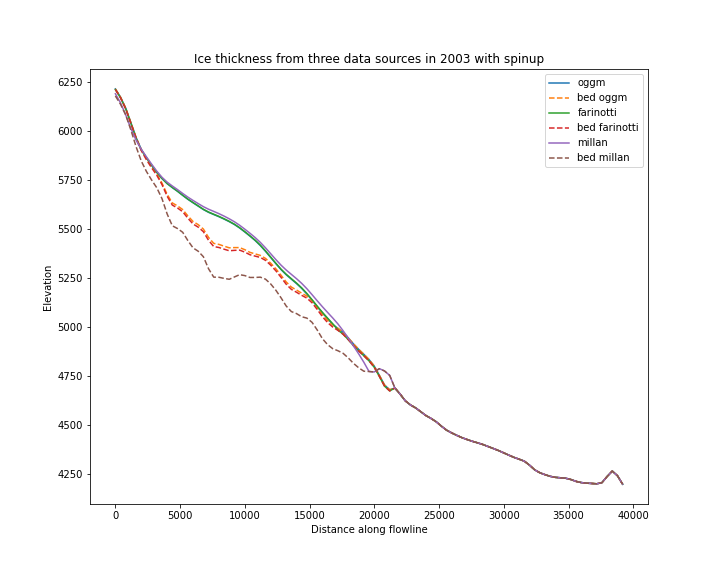 Ice thickness from three data sources in 2003 with spinup
oggm
bed oggm
farinotti
bed farinotti
millan
bed millan
6250
6000
5750
5500
5250
5000
4750
4500
4250
Elevation
0
5000
10000
15000
20000
25000
30000
35000
40000
Distance along flowline